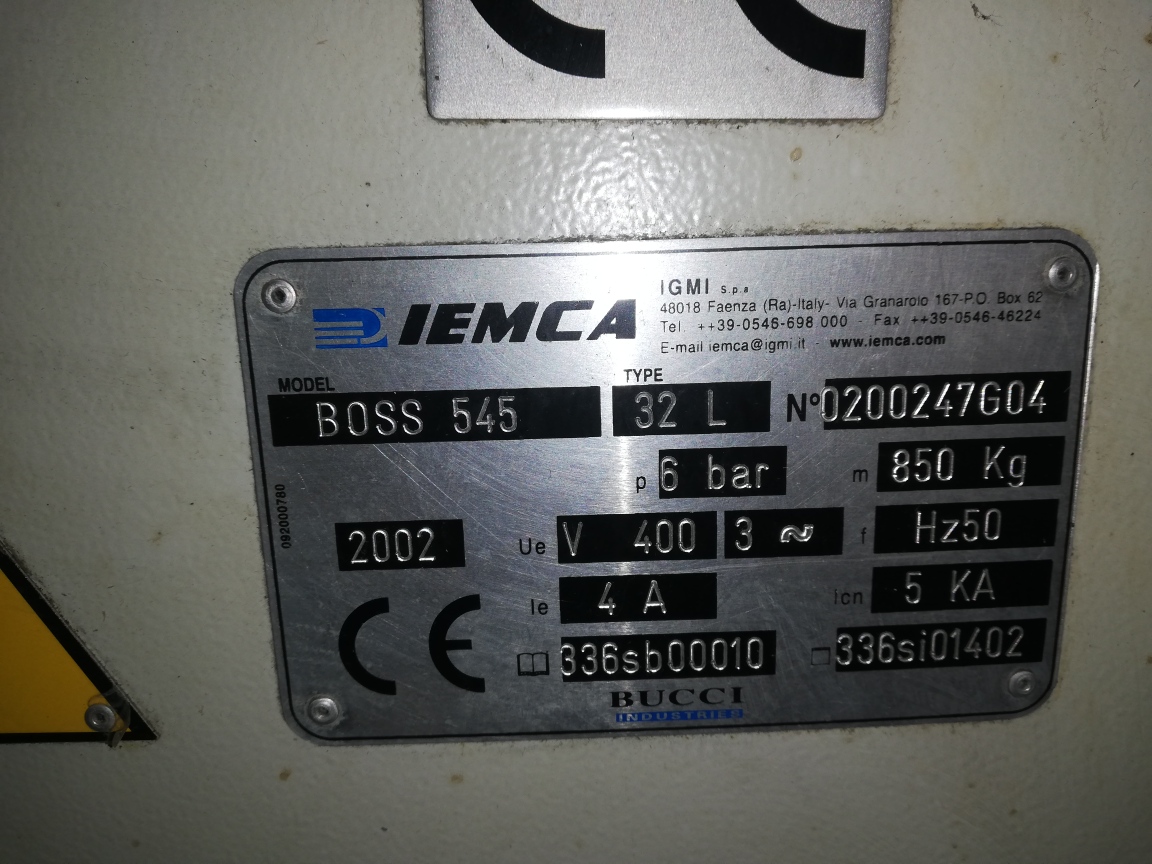 CE
IEMCA
IGMI S.p.a
48018 Faenza (Ra)-Italy- Via Granarolo 167-P.O. Box 62
Tel. ++39-0546-698 000 - Fax ++39-0546-46224
E-mail iemca@igmi.it - www.iemca.com
MODEL TYPE
BOSS 545 32 L N° 0200247G04
p 6 bar m 850 Kg
092000780
2002 Ue V 400 3 ≈ f Hz50
Ie 4 A Icn 5 KA
CE 336sb00010 336si01402
BUCCI
INDUSTRIES